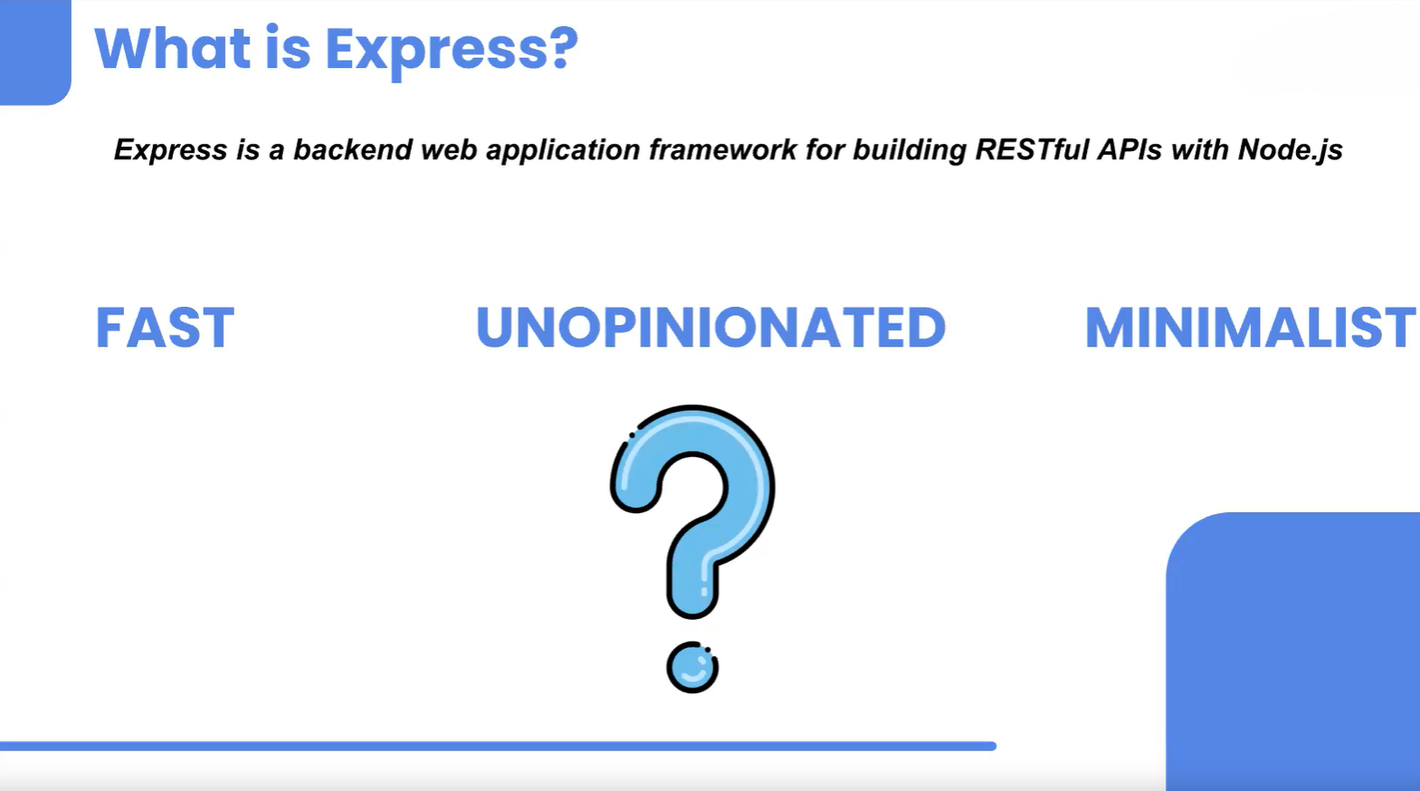 What is Express?
Express is a backend web application framework for building RESTful APIs with Node.js
FAST UNOPINIONATED MINIMALIST